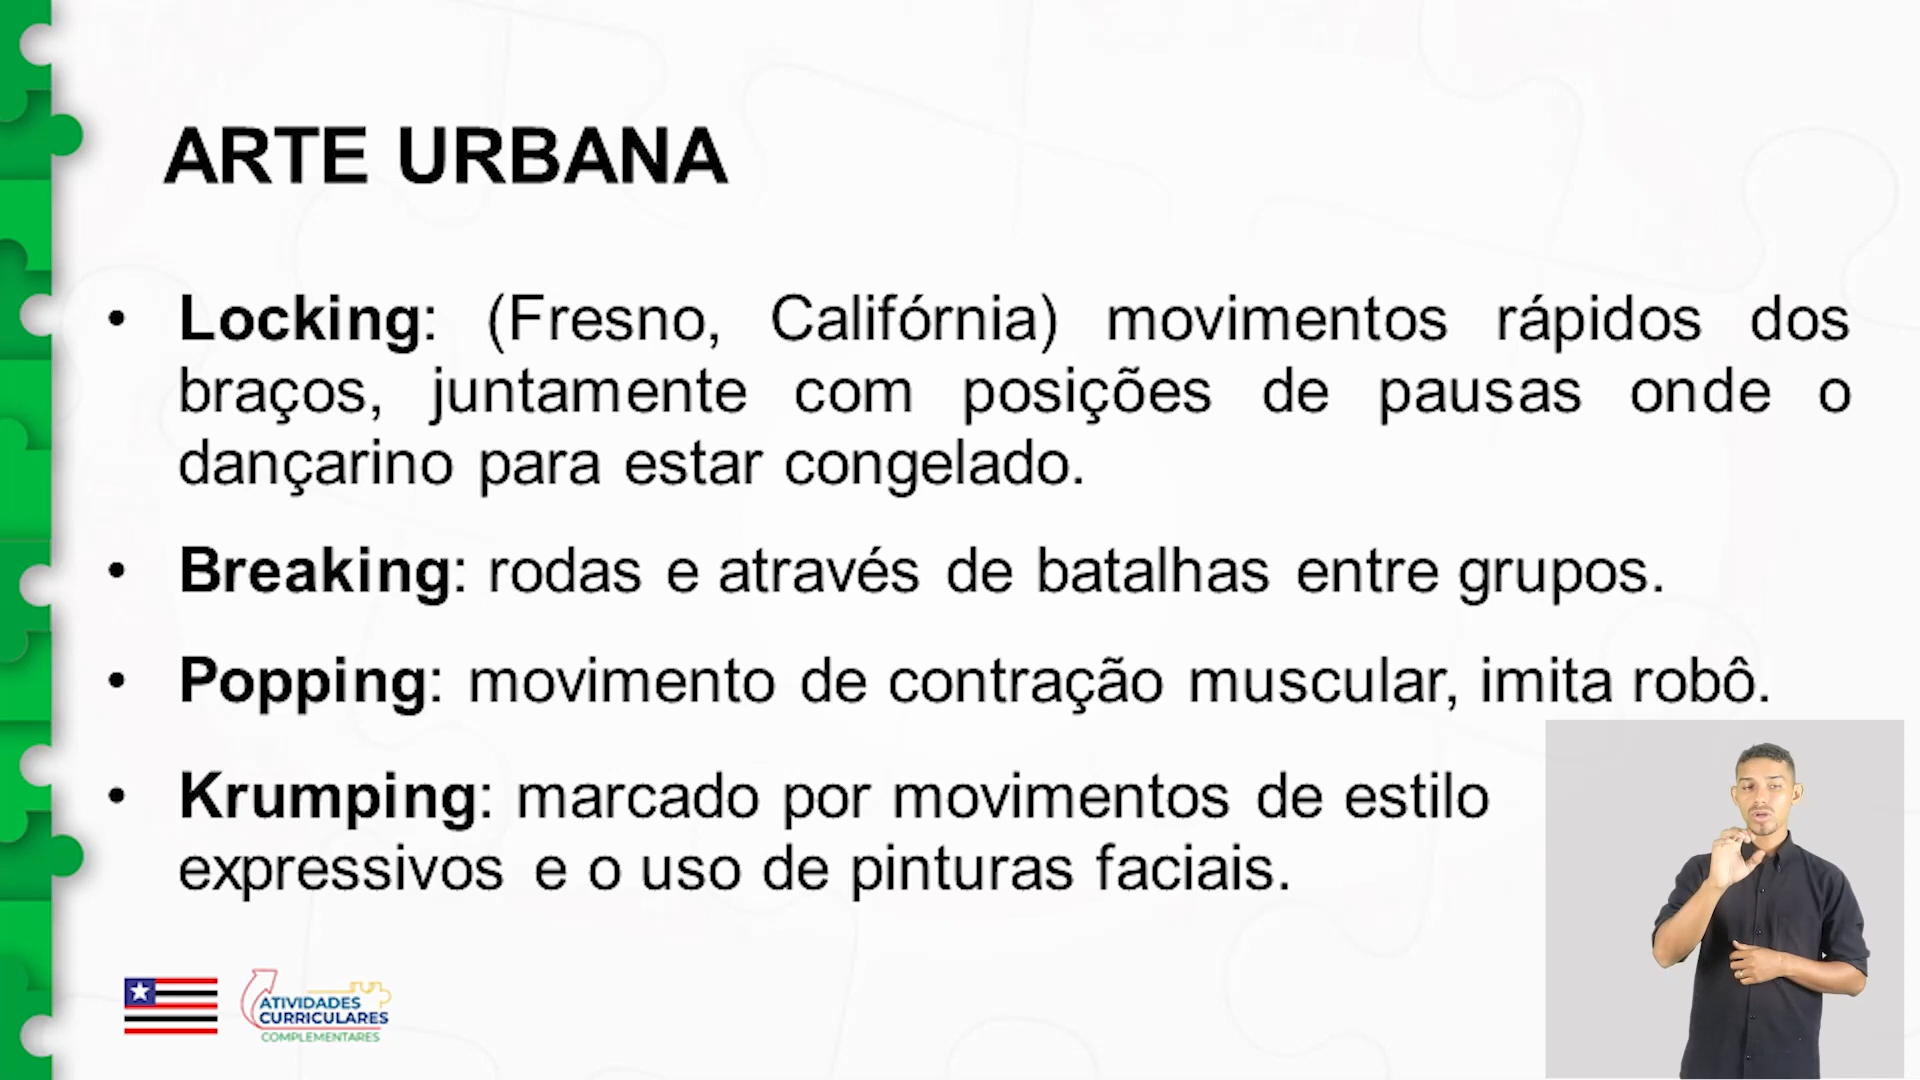 ARTE URBANA
• Locking: (Fresno, Califórnia) movimentos rápidos dos
braços, juntamente com posições de pausas onde o
dançarino para estar congelado.
• Breaking: rodas e através de batalhas entre grupos.
• Popping: movimento de contração muscular, imita robô.
• Krumping: marcado por movimentos de estilo
expressivos e o uso de pinturas faciais.
ATIVIDADES
CURRICULARES
COMPLEMENTARES